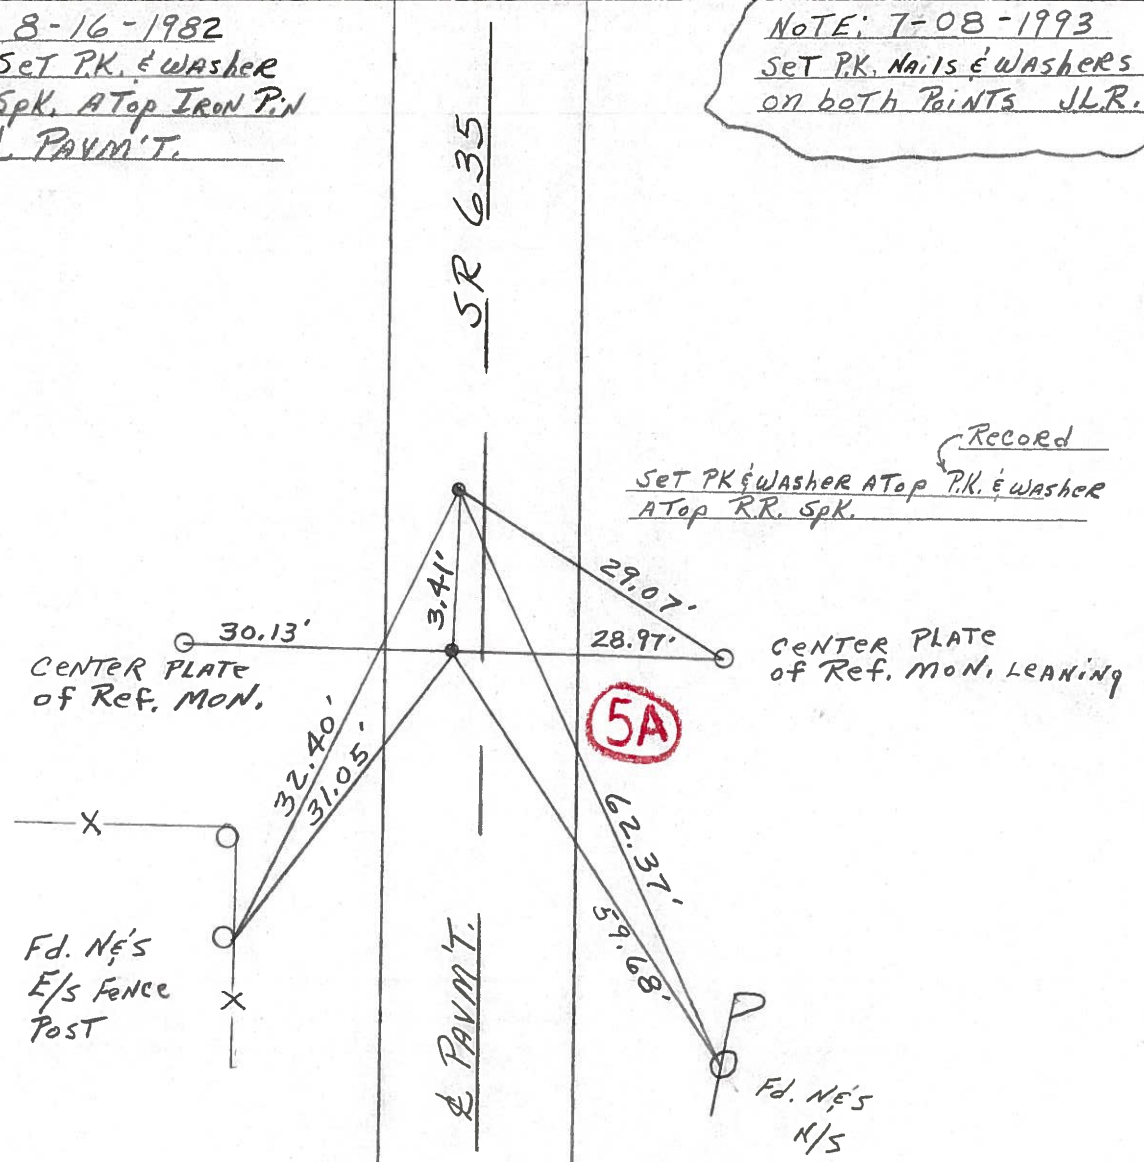 8-16-1982
SET P.K. & WASHER
SPK. ATOP IRON PIN
PAVM'T.
NOTE: 7-08-1993
SET P.K. NAILS & WASHERS
ON BOTH POINTS J.L.R.
SR 635
RECORD
SET PK & WASHER ATOP P.K. & WASHER
ATOP R.R. SPK.
29.07'
3.41'
30.13'
28.97'
CENTER PLATE
OF REF. MON.
CENTER PLATE
OF REF. MON. LEANING
5A
32.40'
31.05'
62.37'
59.68'
X
Fd. N&'S
E/S FENCE
POST
X
℄ PAVM'T.
Fd. N&'S
N/S